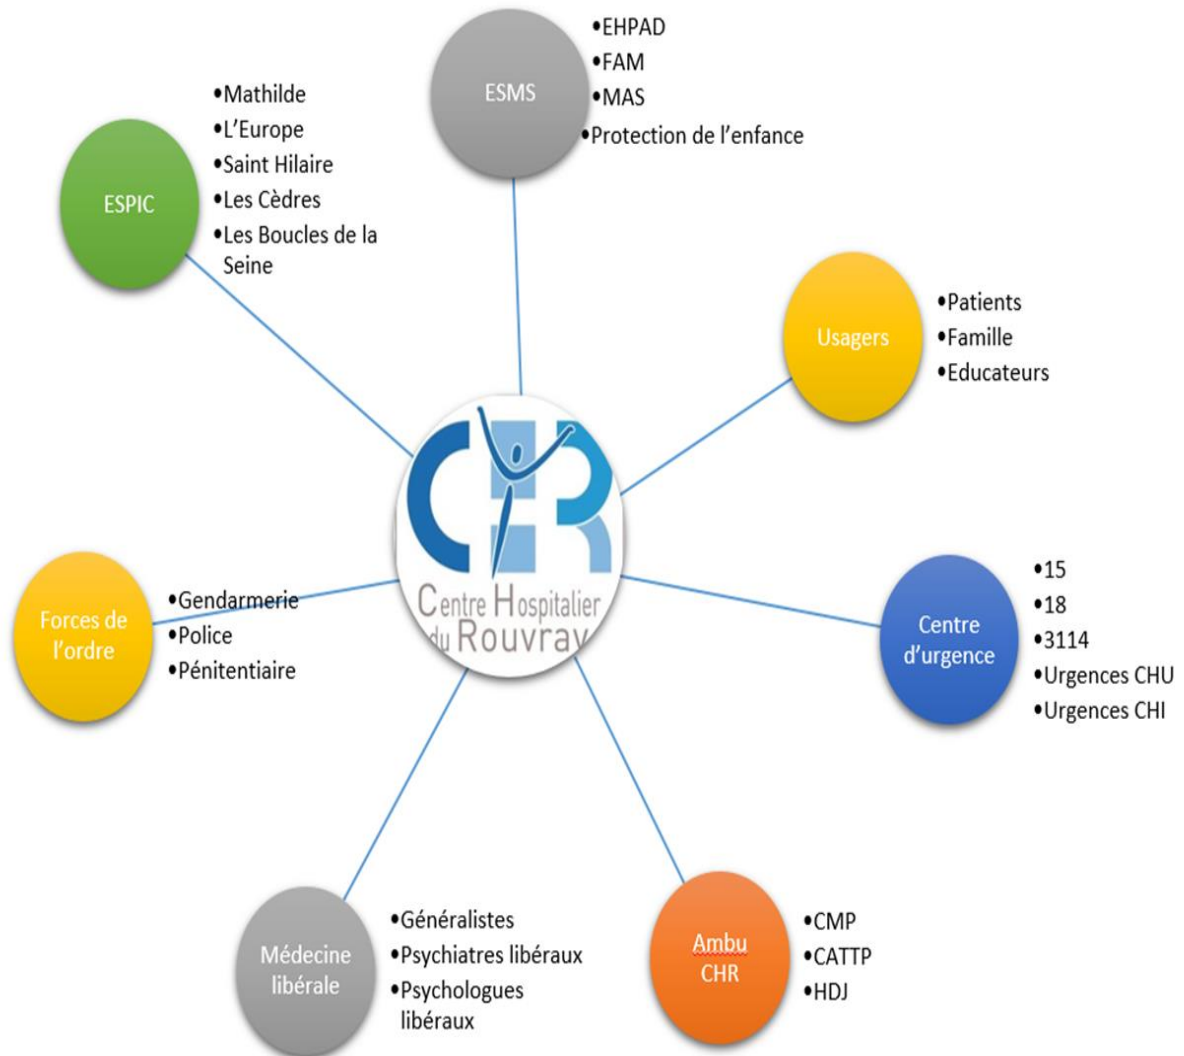 ESMS
•EHPAD
•FAM
•MAS
•Protection de l'enfance
ESPIC
•Mathilde
•L'Europe
•Saint Hilaire
•Les Cèdres
•Les Boucles de la
Seine
Usagers
•Patients
•Famille
•Educateurs
CHR
Centre Hospitalier
du Rouvray
Forces de
l'ordre
•Gendarmerie
•Police
•Pénitentiaire
Centre
d'urgence
•15
•18
•3114
•Urgences CHU
•Urgences CHI
Médecine
libérale
•Généralistes
•Psychiatres libéraux
•Psychologues
libéraux
Ambu
CHR
•CMP
•CATTP
•HDJ